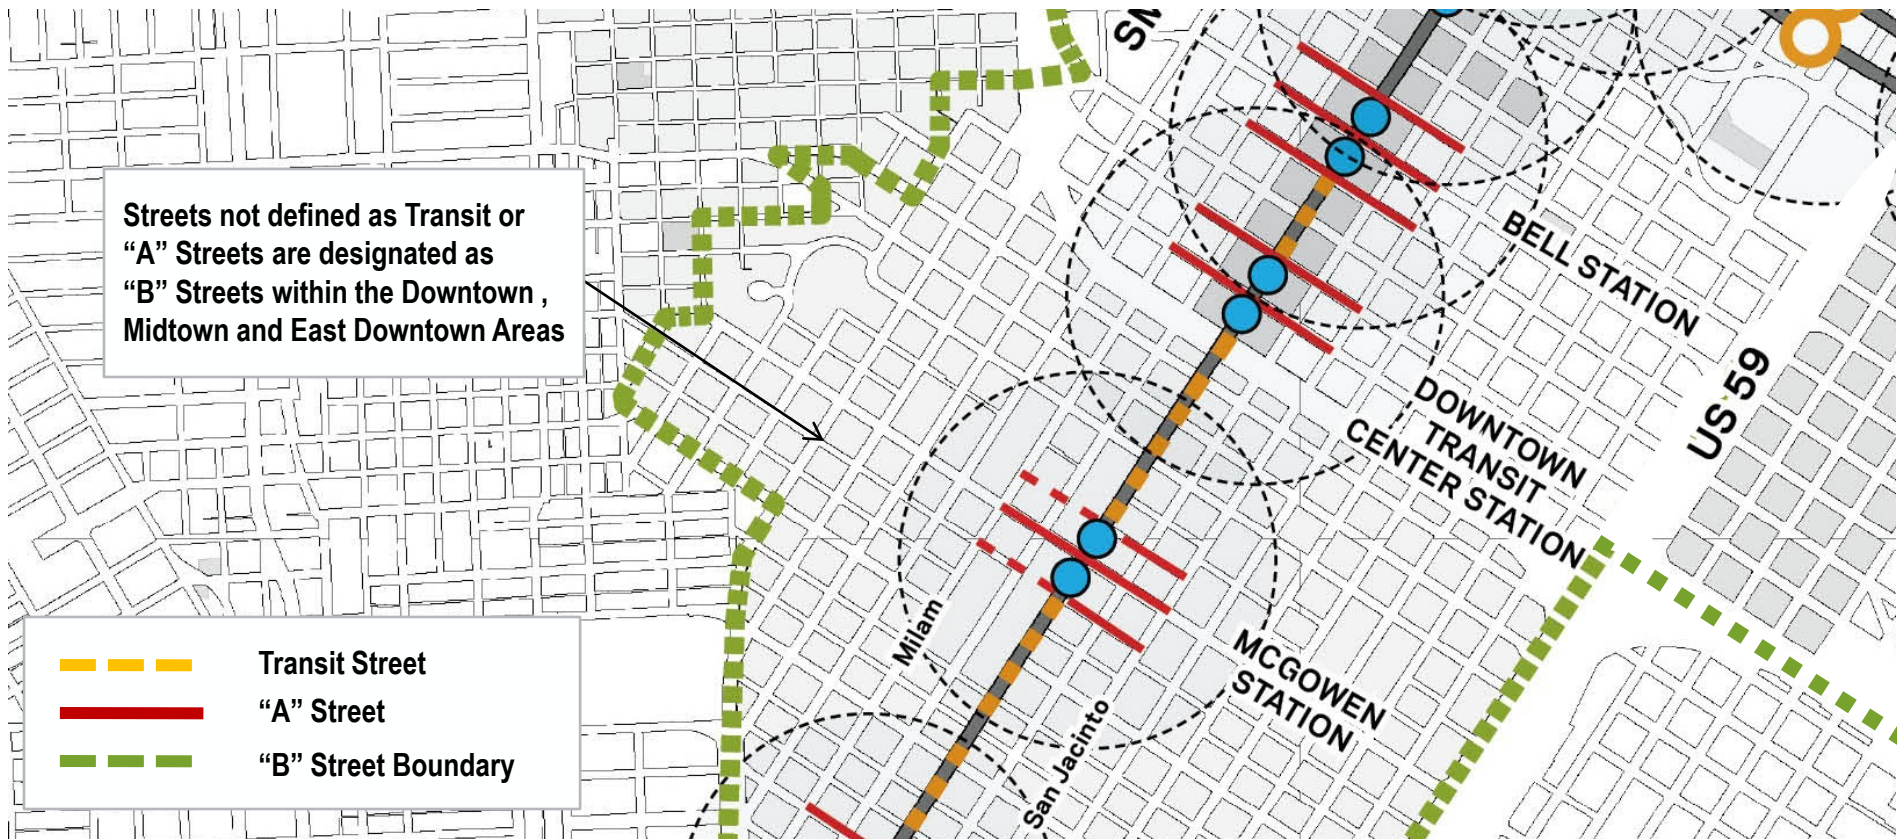 SM
Streets not defined as Transit or
“A” Streets are designated as
“B” Streets within the Downtown ,
Midtown and East Downtown Areas
BELL STATION
US 59
DOWNTOWN
TRANSIT
CENTER STATION
Milam
MCGOWEN
STATION
San Jacinto
Transit Street
“A” Street
“B” Street Boundary